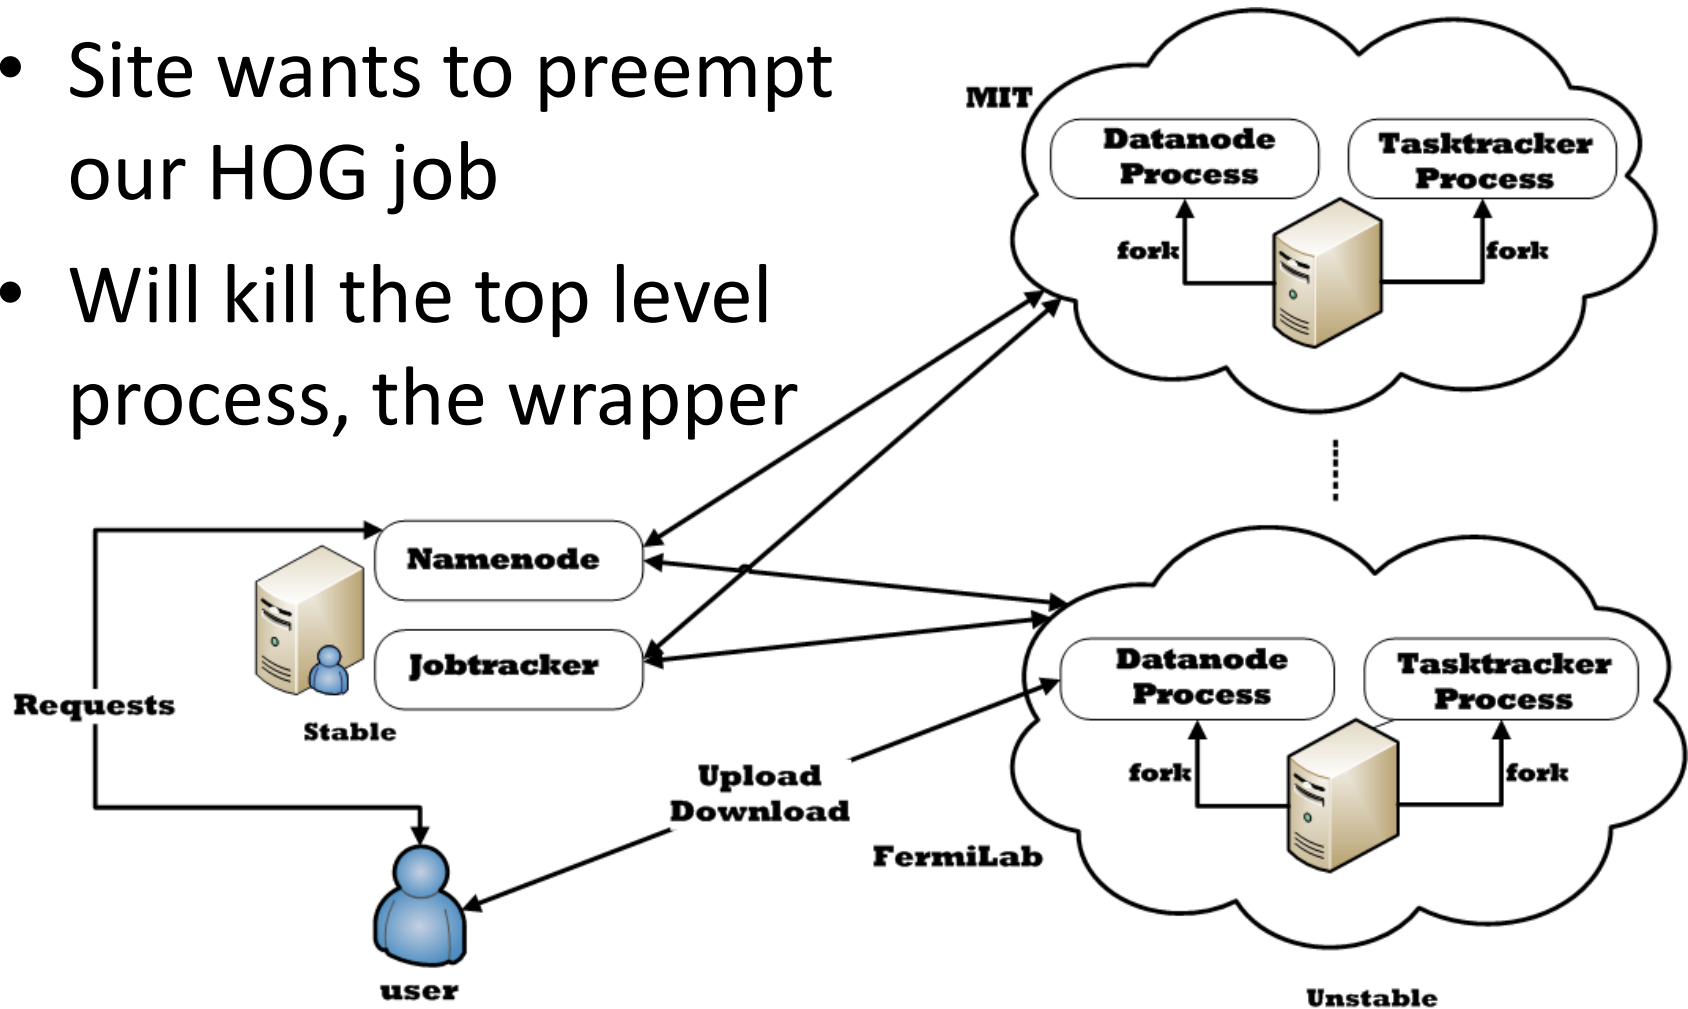 • Site wants to preempt
our HOG job
• Will kill the top level
process, the wrapper
MIT
Datanode
Process
Tasktracker
Process
fork
fork
Namenode
Jobtracker
Stable
Requests
Upload
Download
user
Datanode
Process
Tasktracker
Process
fork
fork
FermiLab
Unstable